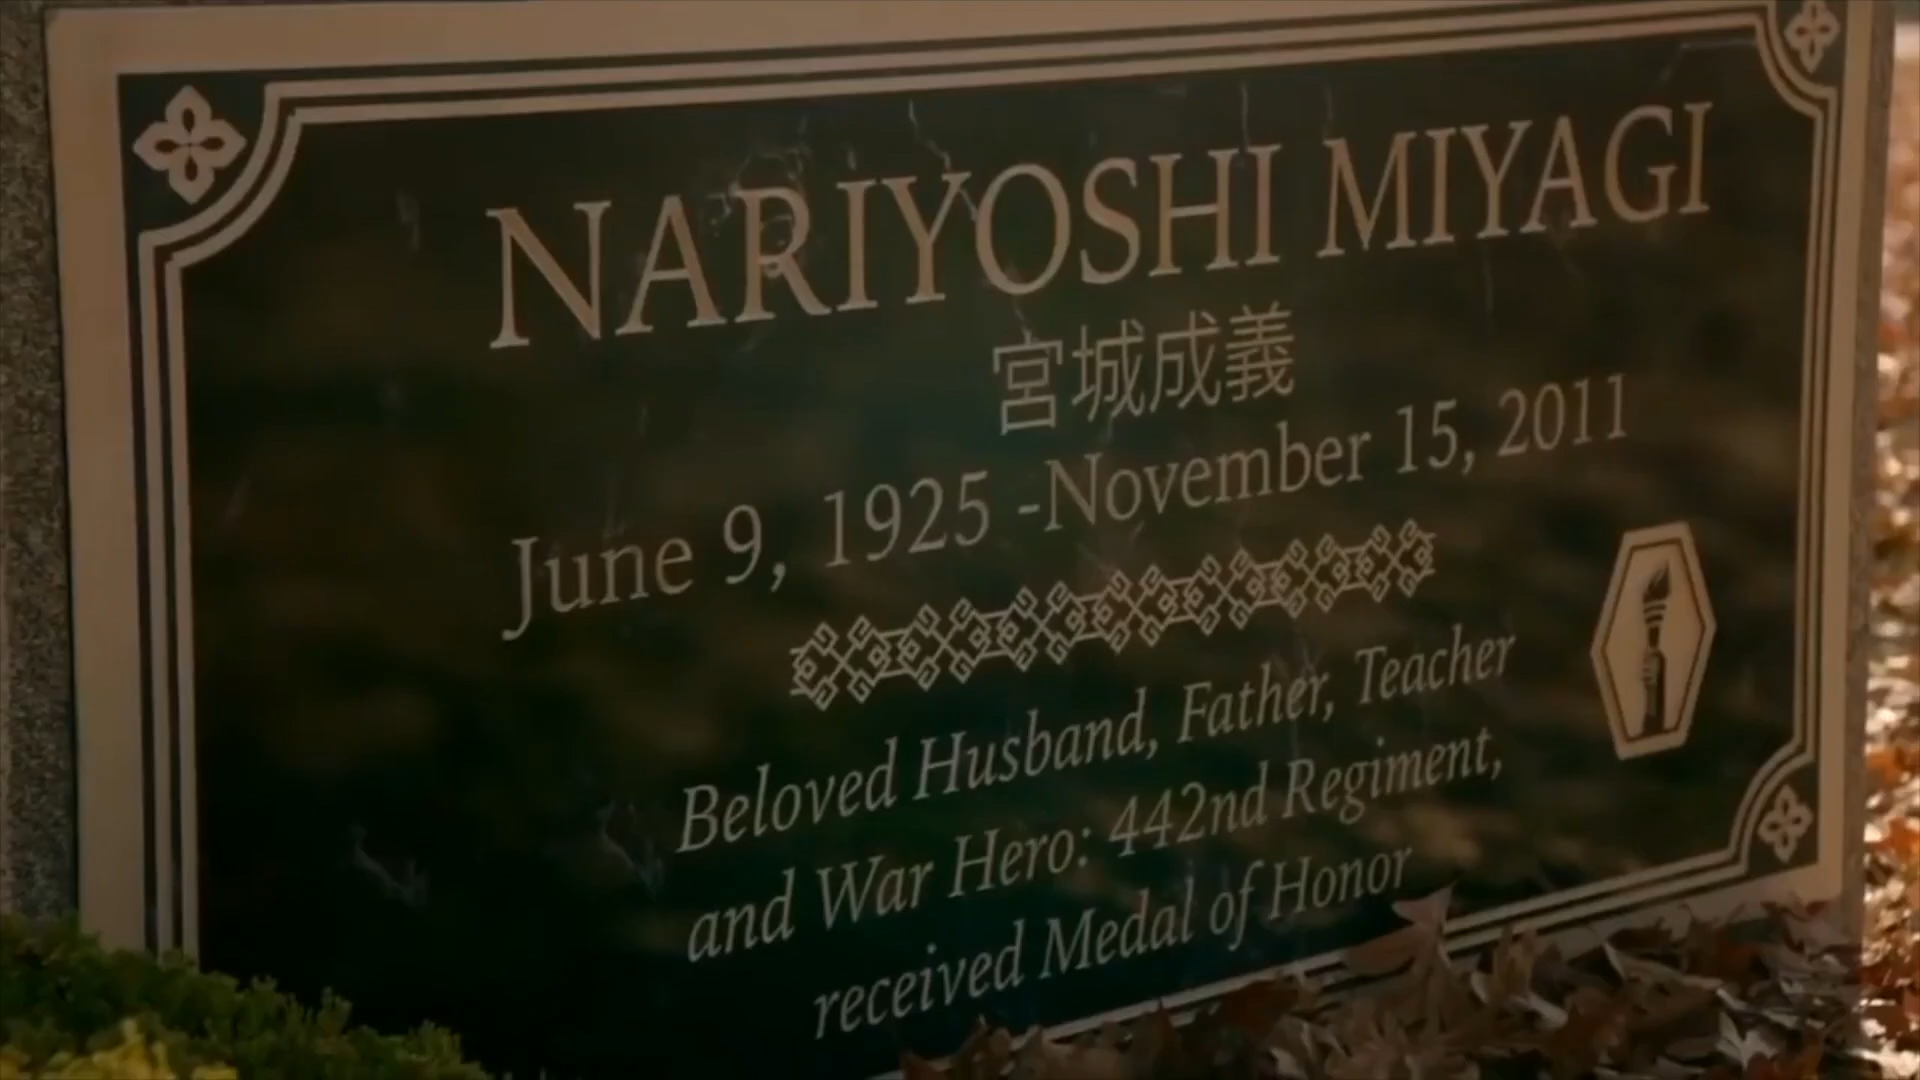 NARIYOSHI MIYAGI
宮城成義
June 9, 1925 -November 15, 2011
Beloved Husband, Father, Teacher
and War Hero: 442nd Regiment,
received Medal of Honor